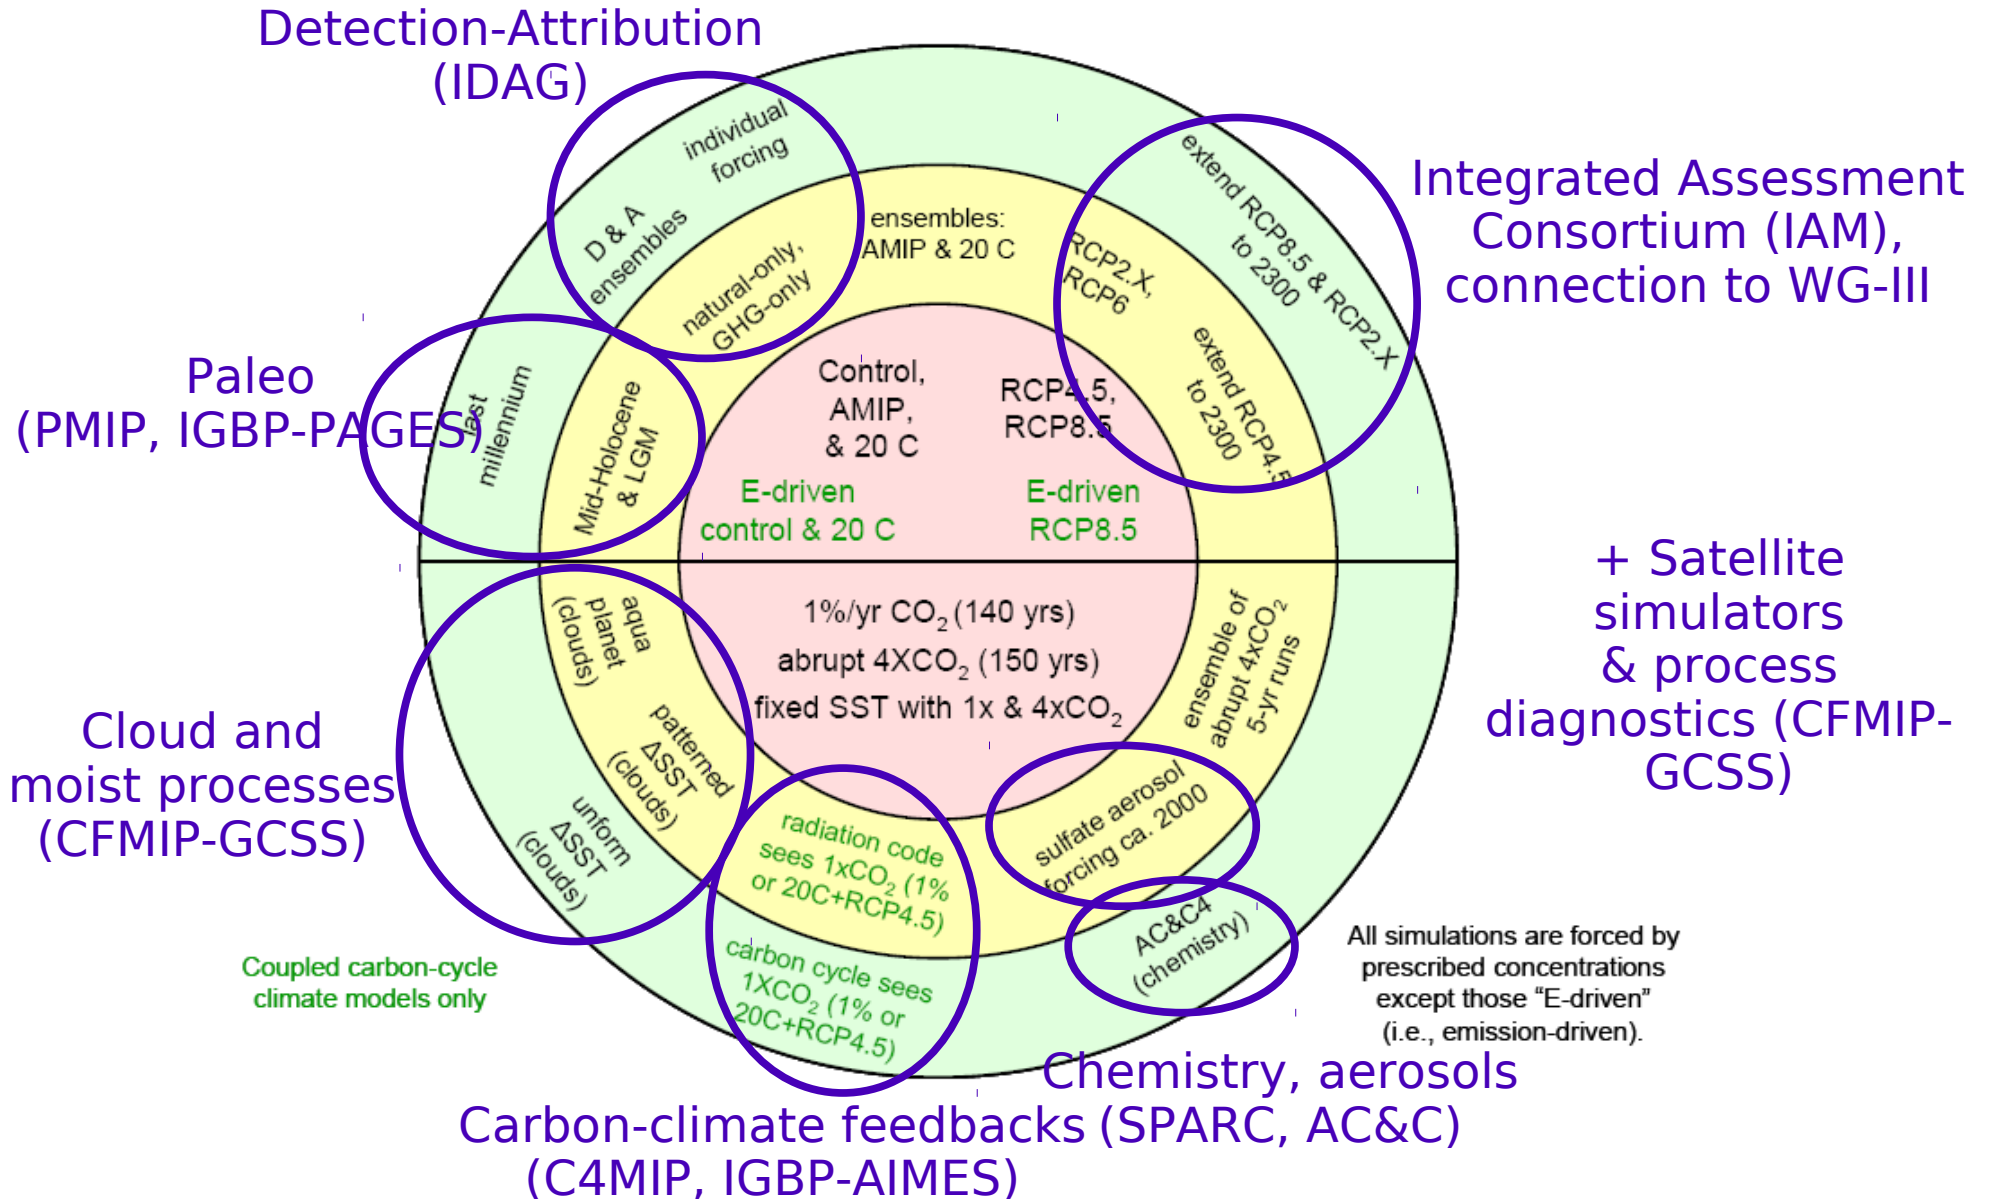 Detection-Attribution
(IDAG)
individual
forcing
D & A
ensembles
natural-only,
GHG-only
ensembles:
AMIP & 20 C
RCP2.X,
RCP6
extend RCP8.5 & RCP2.X
to 2300
extend RCP4.5
to 2300
Integrated Assessment
Consortium (IAM),
connection to WG-III
Paleo
(PMIP, IGBP-PAGES)
last
millennium
Mid-Holocene
& LGM
Control,
AMIP,
& 20 C
RCP4.5,
RCP8.5
E-driven
control & 20 C
E-driven
RCP8.5
1%/yr CO₂ (140 yrs)
abrupt 4XCO₂ (150 yrs)
fixed SST with 1x & 4xCO₂
+ Satellite
simulators
& process
diagnostics (CFMIP-
GCSS)
aqua
planet
(clouds)
patterned
ΔSST
(clouds)
uniform
ΔSST
(clouds)
Cloud and
moist processes
(CFMIP-GCSS)
ensemble of
abrupt 4xCO₂
5-yr runs
sulfate aerosol
forcing ca. 2000
radiation code
sees 1xCO₂ (1%
or 20C+RCP4.5)
carbon cycle sees
1XCO₂ (1% or
20C+RCP4.5)
AC&C4
(chemistry)
Coupled carbon-cycle
climate models only
All simulations are forced by
prescribed concentrations
except those “E-driven”
(i.e., emission-driven).
Chemistry, aerosols
(SPARC, AC&C)
Carbon-climate feedbacks
(C4MIP, IGBP-AIMES)